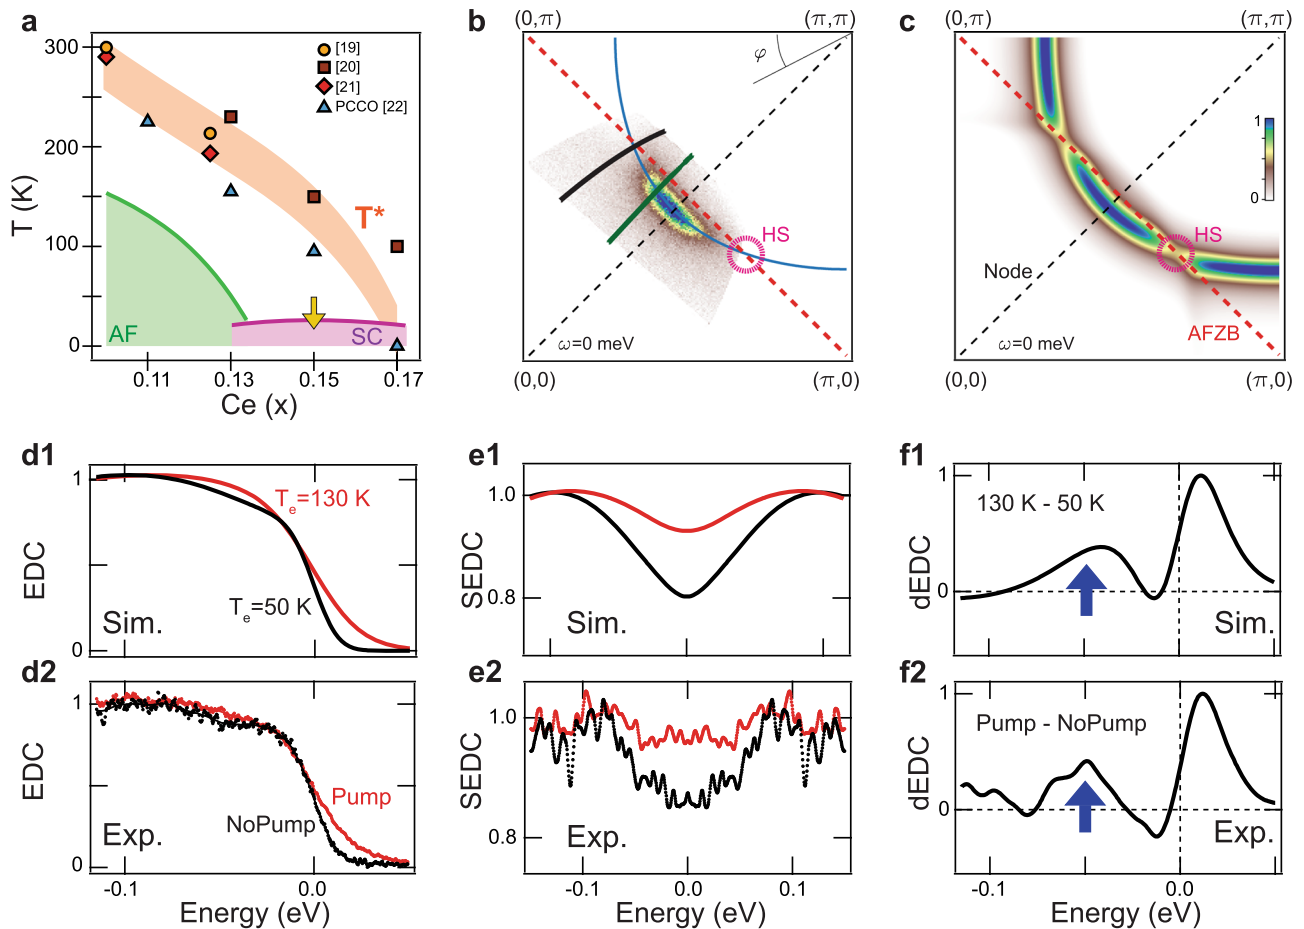 a
300
200
100
0
T (K)
[19]
[20]
[21]
PCCO [22]
T*
AF
SC
0.11
0.13
0.15
0.17
Ce (x)
b
(0,π)
(π,π)
φ
HS
ω=0 meV
(0,0)
(π,0)
c
(0,π)
(π,π)
1
0
HS
Node
AFZB
ω=0 meV
(0,0)
(π,0)
d1
1
0
EDC
Te=130 K
Te=50 K
Sim.
e1
1.0
0.8
SEDC
Sim.
f1
1
0
dEDC
130 K - 50 K
Sim.
d2
1
0
EDC
Pump
NoPump
Exp.
-0.1
0.0
Energy (eV)
e2
1.0
0.8
SEDC
Exp.
-0.1
0.0
0.1
Energy (eV)
f2
1
0
dEDC
Pump - NoPump
Exp.
-0.1
0.0
Energy (eV)